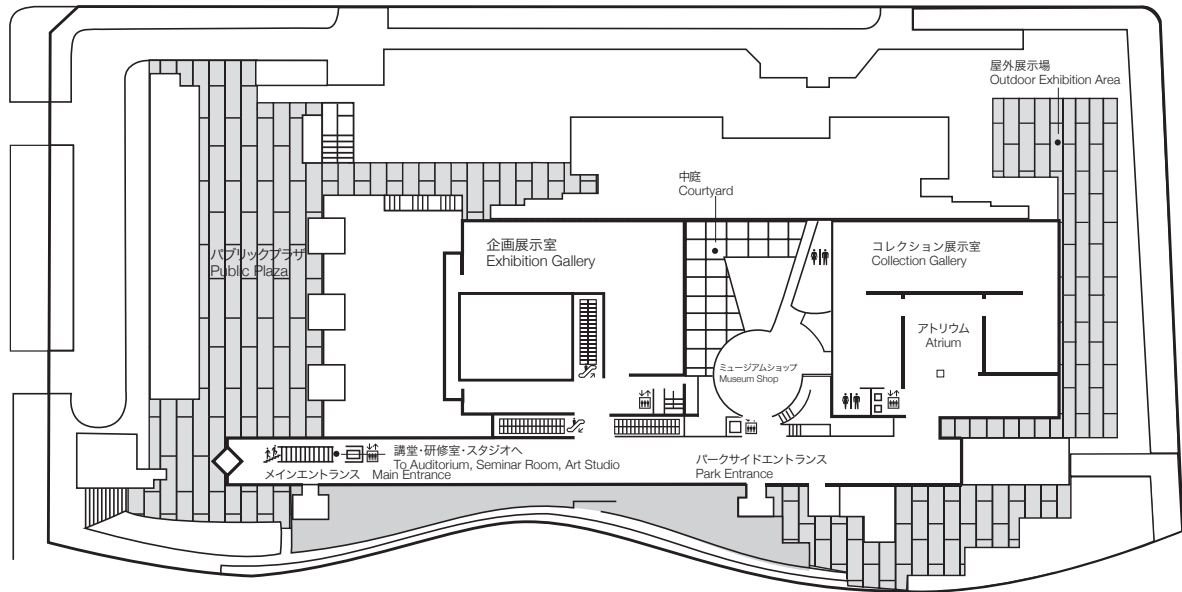 屋外展示場
Outdoor Exhibition Area
中庭
Courtyard
企画展示室
Exhibition Gallery
コレクション展示室
Collection Gallery
パブリックプラザ
Public Plaza
アトリウム
Atrium
ミュージアムショップ
Museum Shop
講堂・研修室・スタジオへ
To Auditorium, Seminar Room, Art Studio
メインエントランス Main Entrance
パークサイドエントランス
Park Entrance